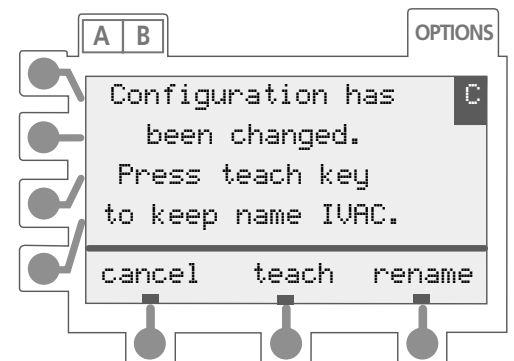 A B
OPTIONS
Configuration has C
been changed.
Press teach key
to keep name IVAC.
cancel teach rename